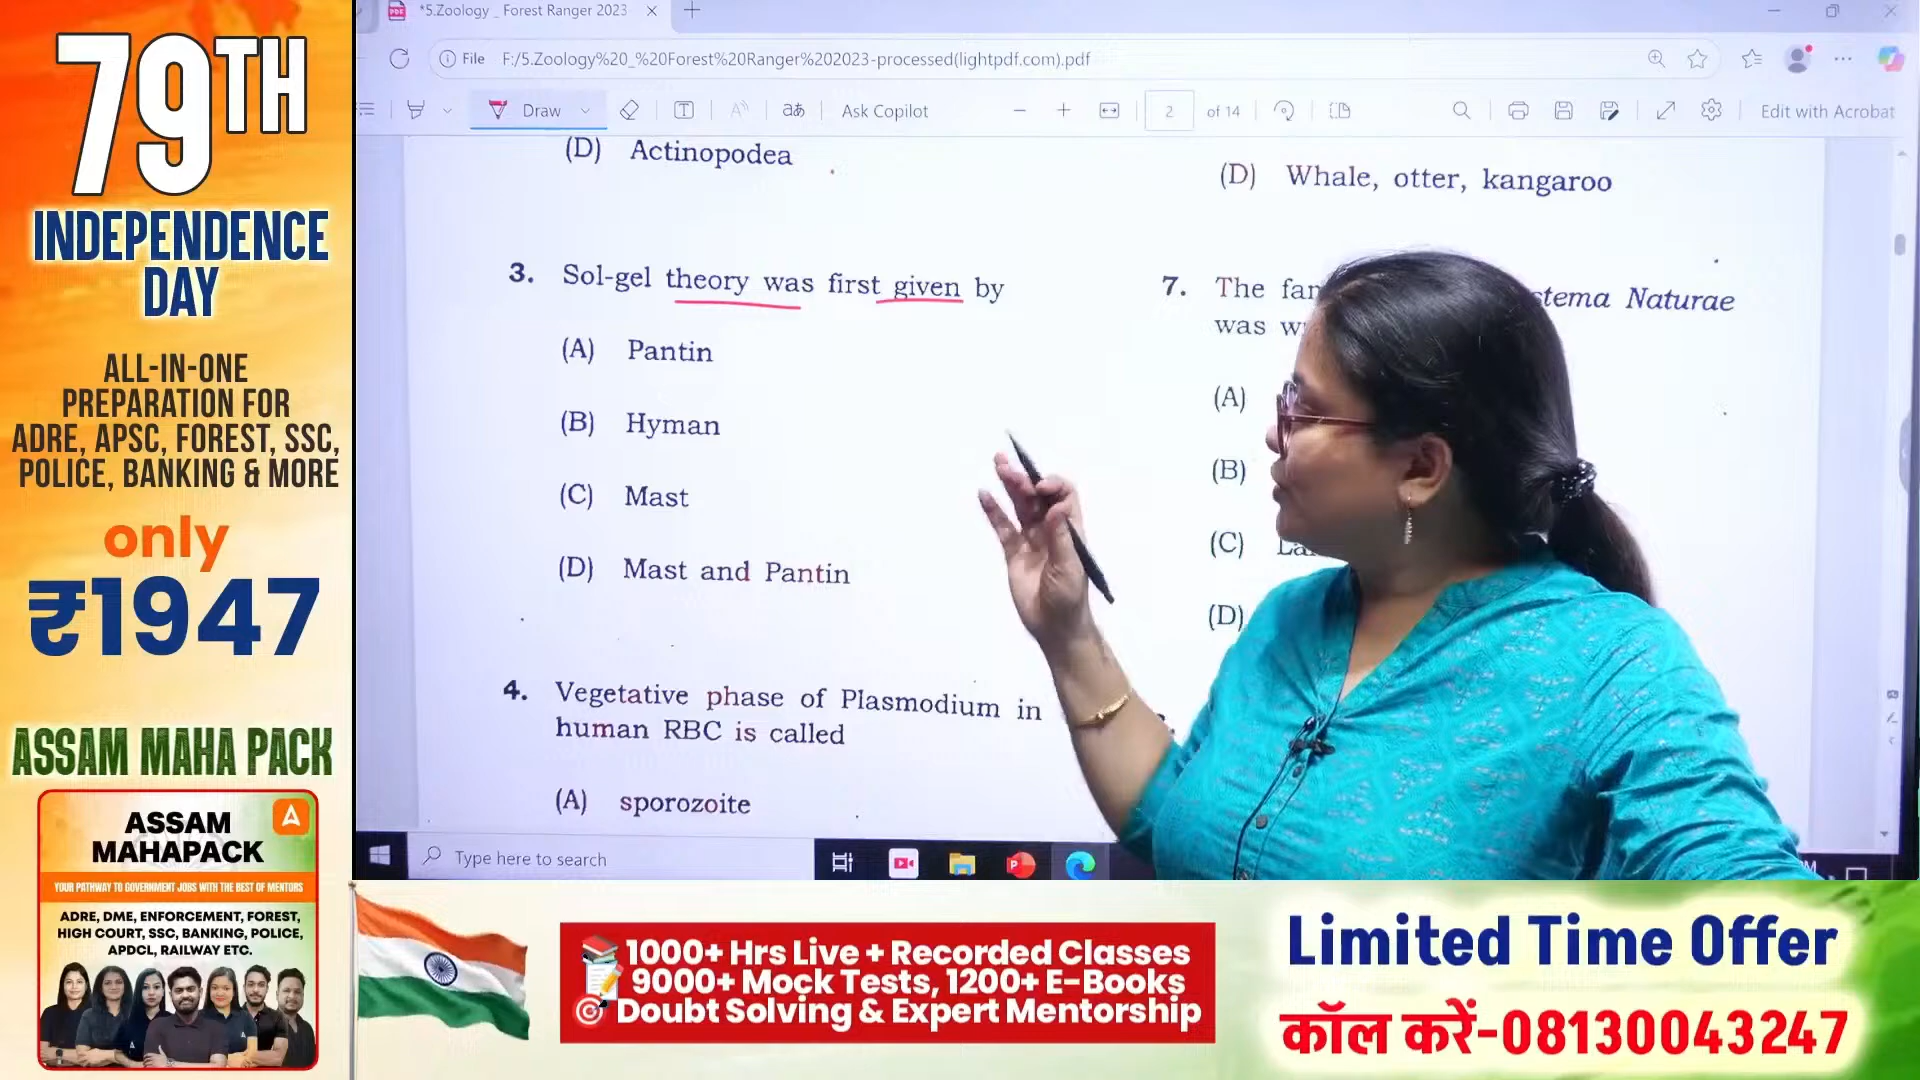 79TH
INDEPENDENCE
DAY
ALL-IN-ONE
PREPARATION FOR
ADRE, APSC, FOREST, SSC,
POLICE, BANKING & MORE
only
₹1947
ASSAM MAHA PACK
ASSAM
MAHAPACK
YOUR PATHWAY TO GOVERNMENT JOBS WITH THE BEST OF MENTORS
ADRE, DME, ENFORCEMENT, FOREST,
HIGH COURT, SSC, BANKING, POLICE,
APDCL, RAILWAY ETC.
*5.Zoology _ Forest Ranger 2023
File F:/5.Zoology%20_%20Forest%20Ranger%202023-processed(lightpdf.com).pdf
Draw
Ask Copilot
2 of 14
Edit with Acrobat
(D) Actinopodea
3. Sol-gel theory was first given by
(A) Pantin
(B) Hyman
(C) Mast
(D) Mast and Pantin
4. Vegetative phase of Plasmodium in
human RBC is called
(A) sporozoite
(D) Whale, otter, kangaroo
7. The Naturae
was
(A)
(B)
(C)
(D)
Type here to search
1000+ Hrs Live + Recorded Classes
9000+ Mock Tests, 1200+ E-Books
Doubt Solving & Expert Mentorship
Limited Time Offer
कॉल करें-08130043247